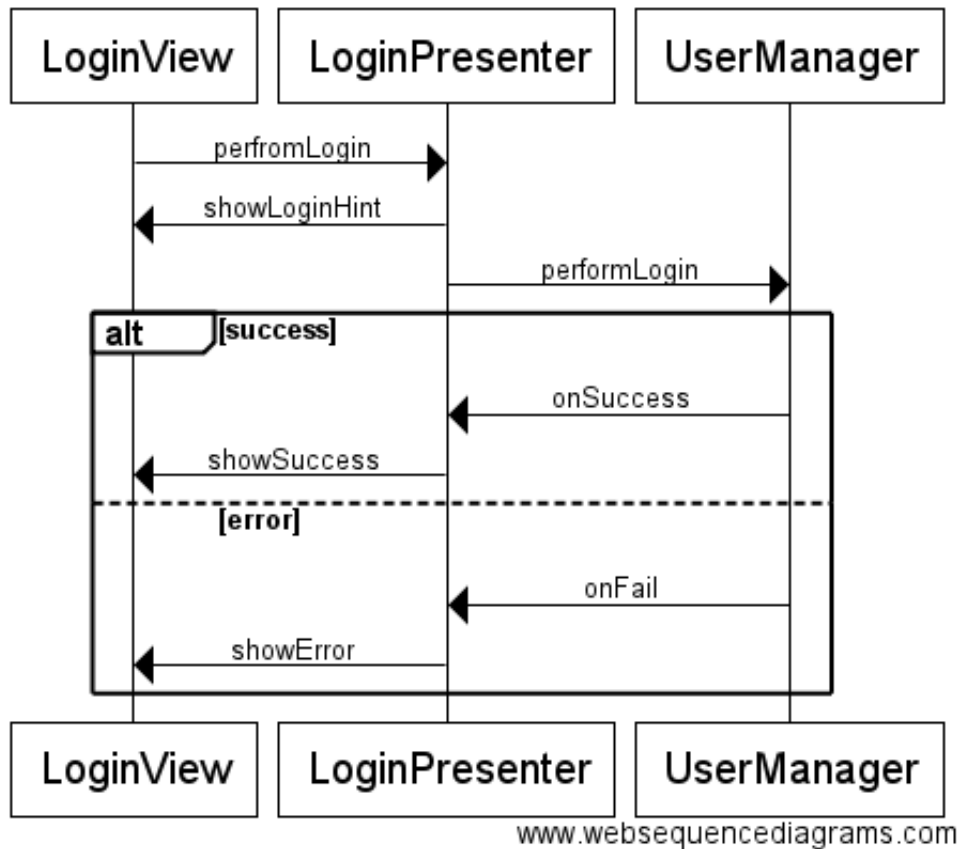 LoginView LoginPresenter UserManager
perfromLogin
showLoginHint
performLogin
alt [success]
onSuccess
showSuccess
[error]
onFail
showError
LoginView LoginPresenter UserManager
www.websequencediagrams.com